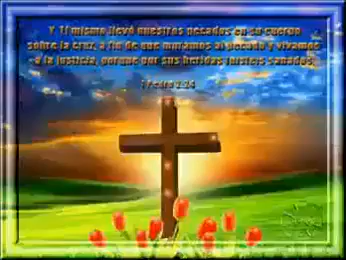 Y Él mismo llevó nuestros pecados en su cuerpo
sobre la cruz, a fin de que muramos al pecado y vivamos
a la justicia, porque por sus heridas fuisteis sanados.
1 Pedro 2:24